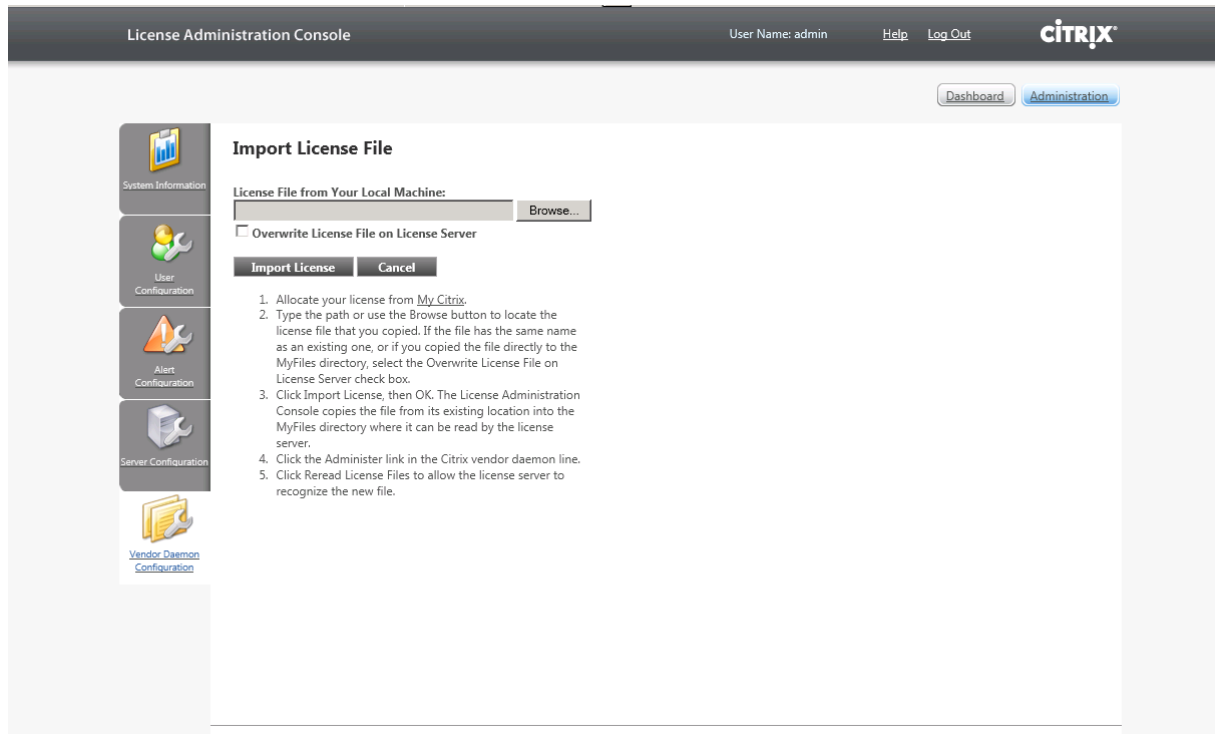 License Administration Console
User Name: admin
Help
Log Out
CİTRIX
Dashboard
Administration
System Information
User
Configuration
Alert
Configuration
Server Configuration
Vendor Daemon
Configuration
Import License File
License File from Your Local Machine:
Browse...
Overwrite License File on License Server
Import License
Cancel
1. Allocate your license from My Citrix.
2. Type the path or use the Browse button to locate the
license file that you copied. If the file has the same name
as an existing one, or if you copied the file directly to the
MyFiles directory, select the Overwrite License File on
License Server check box.
3. Click Import License, then OK. The License Administration
Console copies the file from its existing location into the
MyFiles directory where it can be read by the license
server.
4. Click the Administer link in the Citrix vendor daemon line.
5. Click Reread License Files to allow the license server to
recognize the new file.